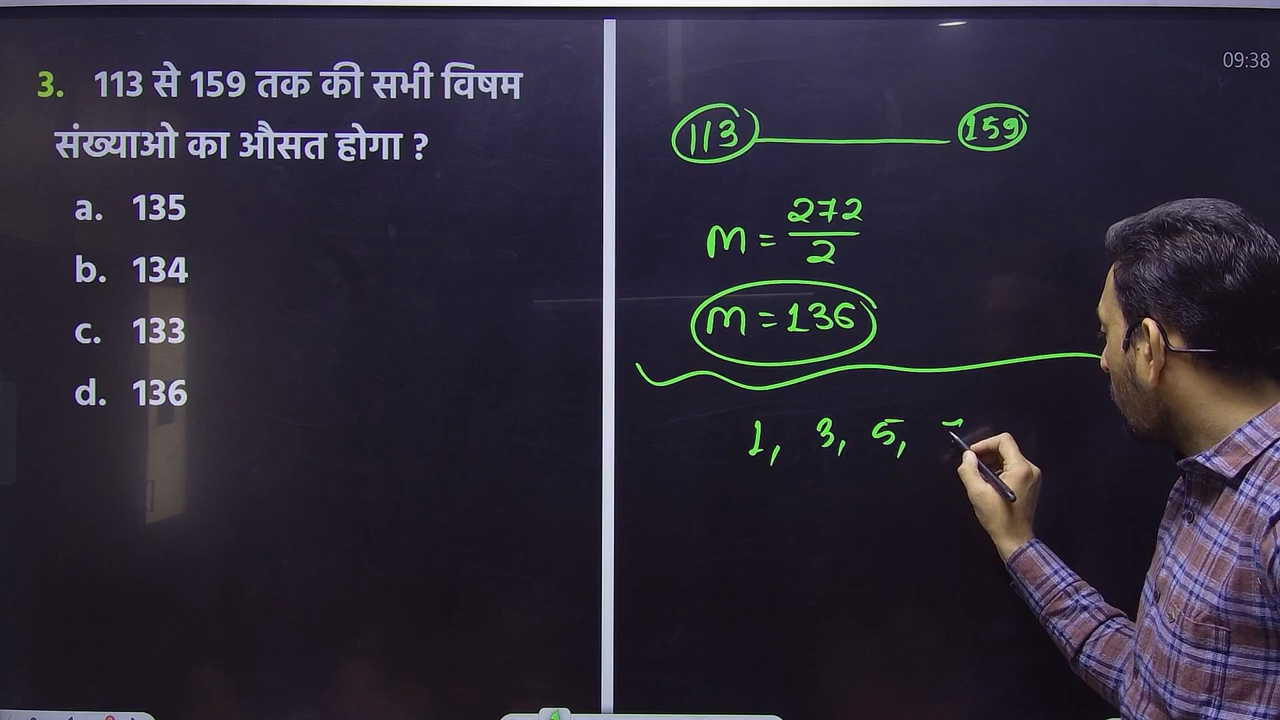 3. 113 से 159 तक की सभी विषम
संख्याओ का औसत होगा ?
a. 135
b. 134
c. 133
d. 136
09:38
113 159
m = 272/2
m = 136
1, 3, 5,